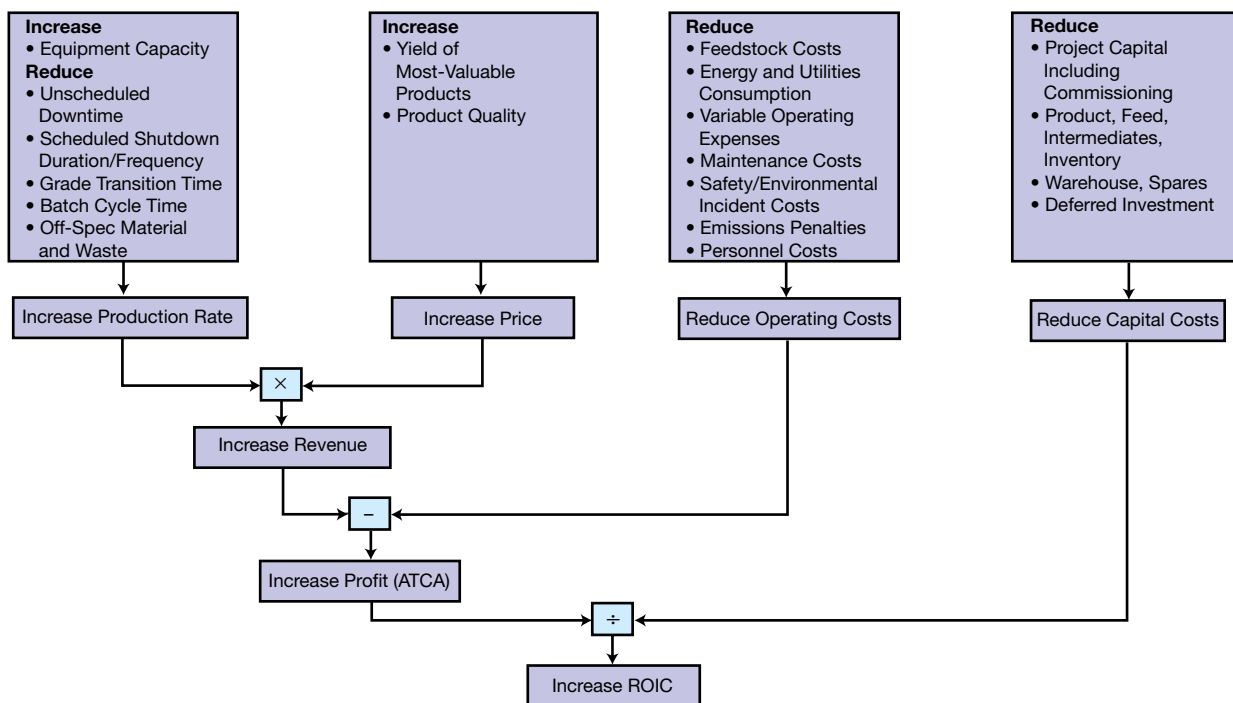 Increase
• Equipment Capacity
Reduce
• Unscheduled
Downtime
• Scheduled Shutdown
Duration/Frequency
• Grade Transition Time
• Batch Cycle Time
• Off-Spec Material
and Waste
Increase
• Yield of
Most-Valuable
Products
• Product Quality
Reduce
• Feedstock Costs
• Energy and Utilities
Consumption
• Variable Operating
Expenses
• Maintenance Costs
• Safety/Environmental
Incident Costs
• Emissions Penalties
• Personnel Costs
Reduce
• Project Capital
Including
Commissioning
• Product, Feed,
Intermediates,
Inventory
• Warehouse, Spares
• Deferred Investment
Increase Production Rate
Increase Price
Reduce Operating Costs
Reduce Capital Costs
×
Increase Revenue
–
Increase Profit (ATCA)
÷
Increase ROIC